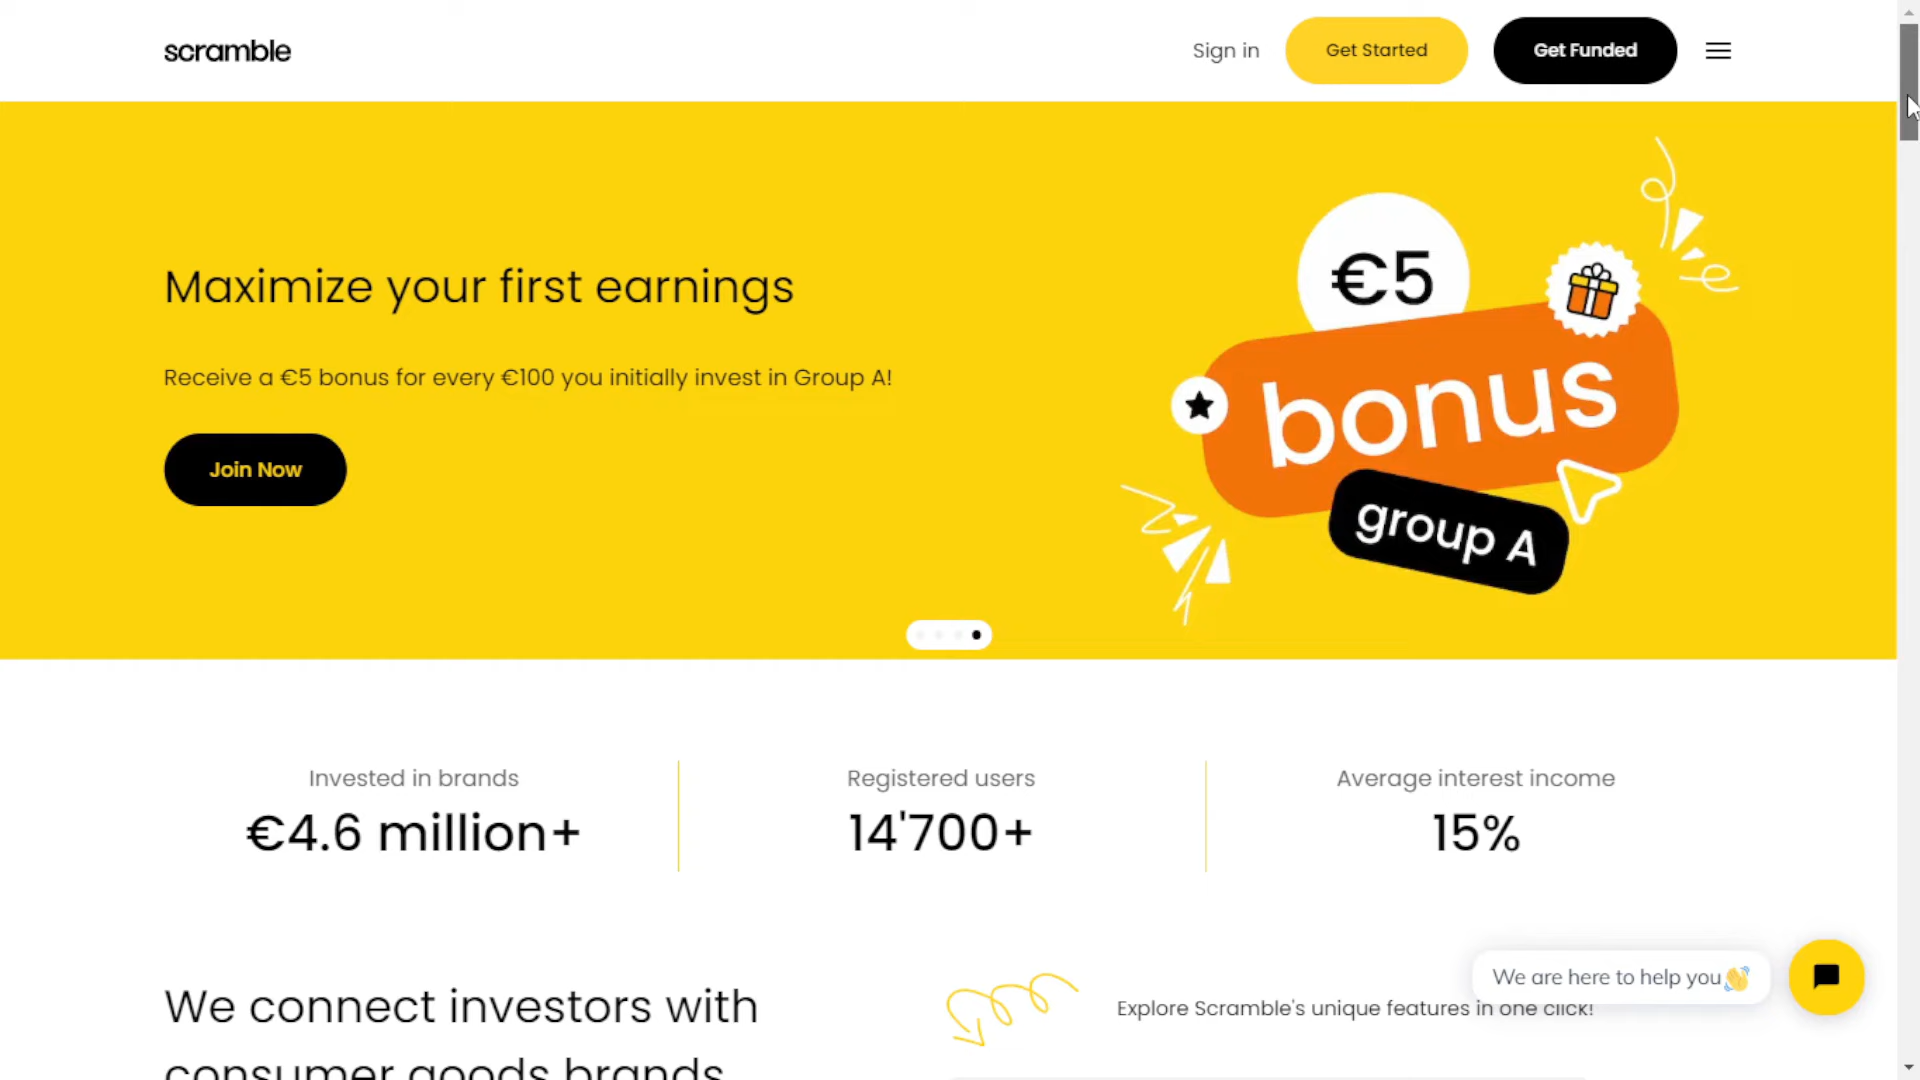 scramble
Sign in
Get Started
Get Funded
Maximize your first earnings
Receive a €5 bonus for every €100 you initially invest in Group A!
Join Now
€5
bonus
group A
Invested in brands
€4.6 million+
Registered users
14'700+
Average interest income
15%
We connect investors with
consumer goods brands
Explore Scramble's unique features in one click!
We are here to help you👋